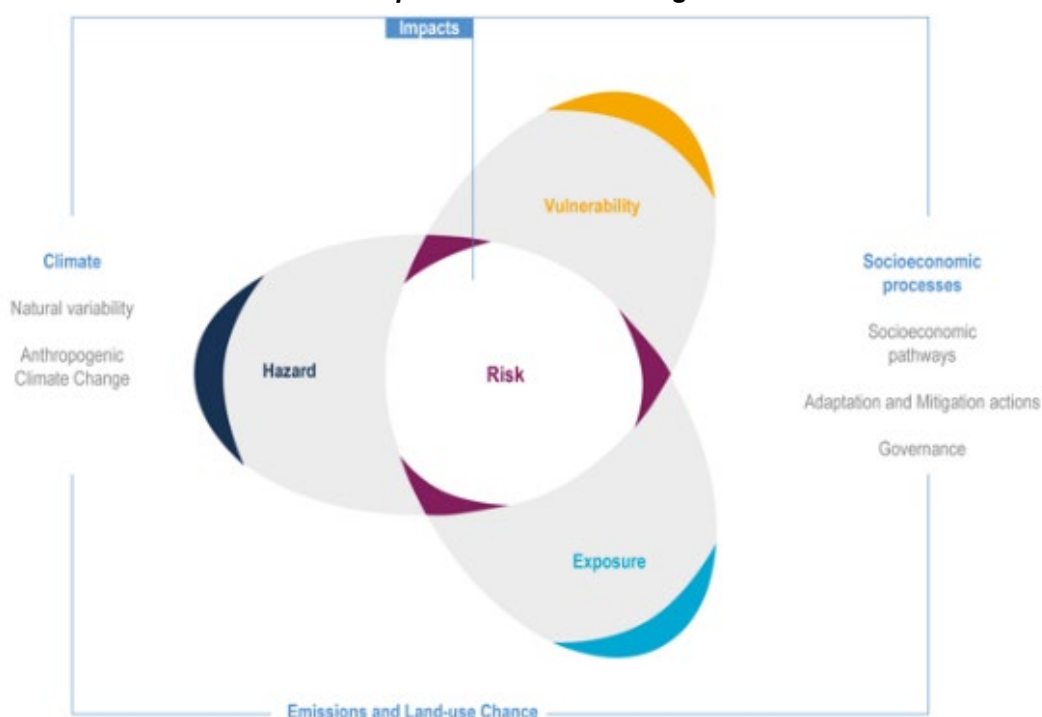 Impacts
Vulnerability
Climate
Natural variability
Anthropogenic
Climate Change
Hazard
Risk
Socioeconomic
processes
Socioeconomic
pathways
Adaptation and Mitigation actions
Governance
Exposure
Emissions and Land-use Chance